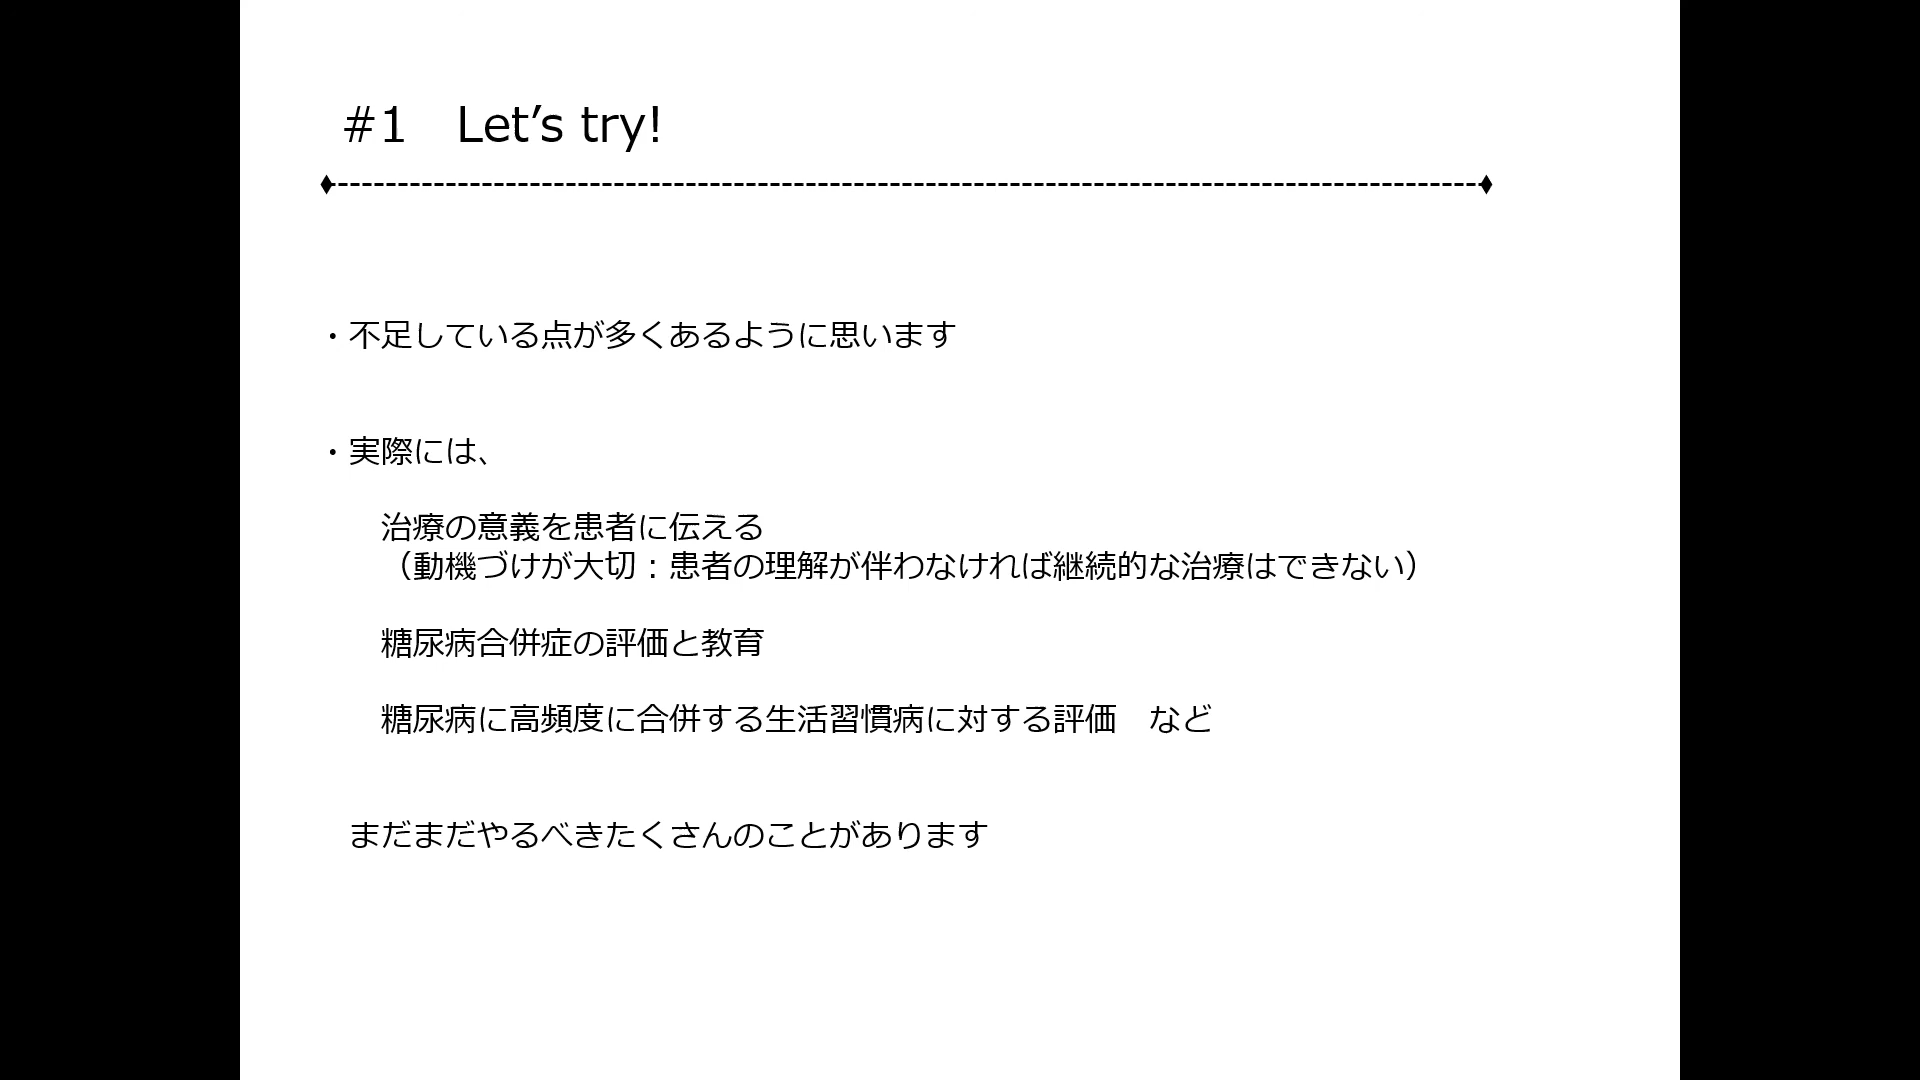 #1　Let’s try!
・不足している点が多くあるように思います
・実際には、
治療の意義を患者に伝える
（動機づけが大切：患者の理解が伴わなければ継続的な治療はできない）
糖尿病合併症の評価と教育
糖尿病に高頻度に合併する生活習慣病に対する評価　など
まだまだやるべきたくさんのことがあります